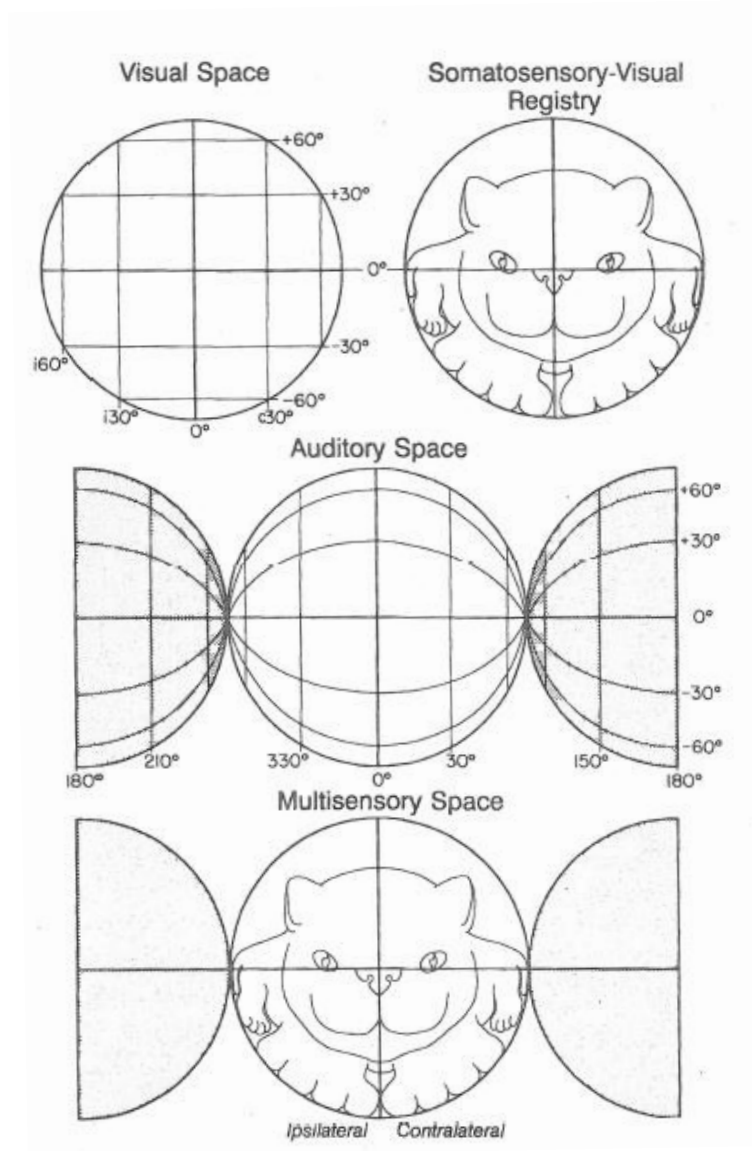 Visual Space
Somatosensory-Visual
Registry
+60°
+30°
0°
-30°
i60°
-60°
i30°
c30°
0°
Auditory Space
+60°
+30°
0°
-30°
-60°
210°
330°
30°
150°
180°
0°
180°
Multisensory Space
Ipsilateral Contralateral